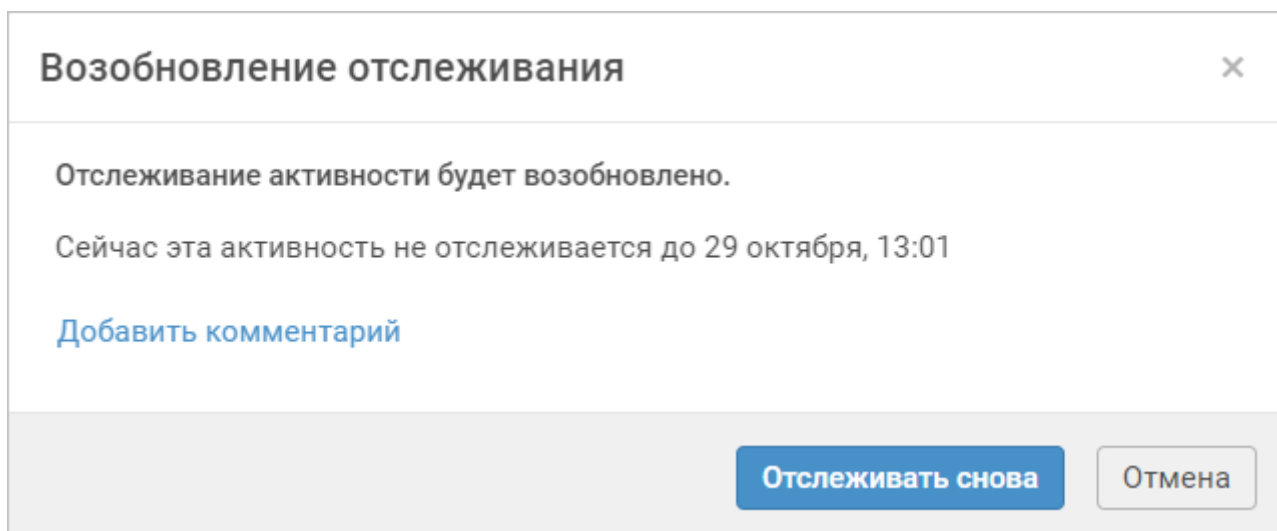 Возобновление отслеживания
Отслеживание активности будет возобновлено.
Сейчас эта активность не отслеживается до 29 октября, 13:01
Добавить комментарий
Отслеживать снова
Отмена